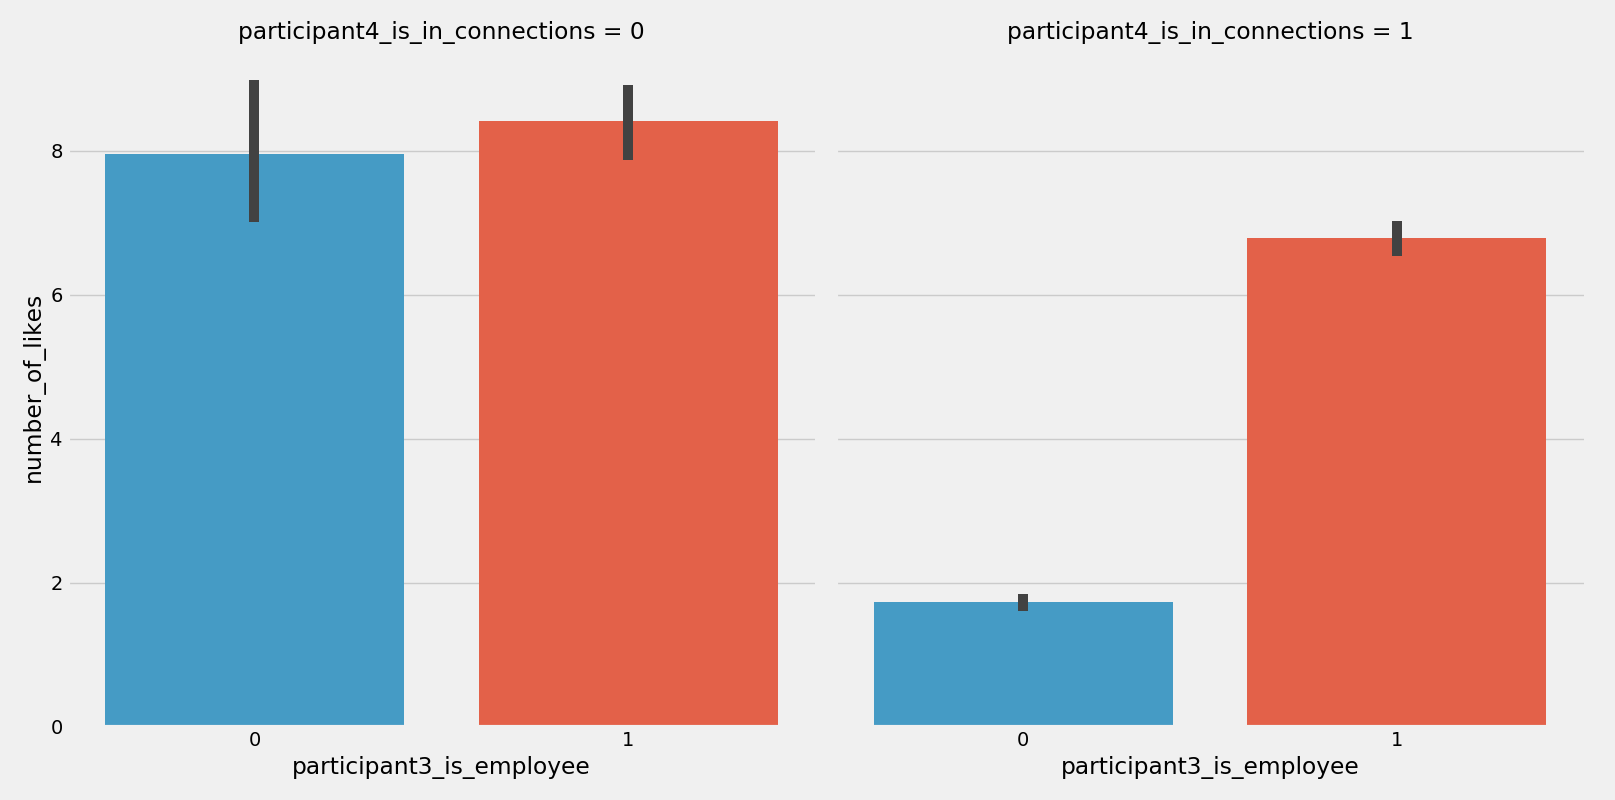 participant4_is_in_connections = 0
participant4_is_in_connections = 1
number_of_likes
8
6
4
2
0
0
1
0
1
participant3_is_employee
participant3_is_employee